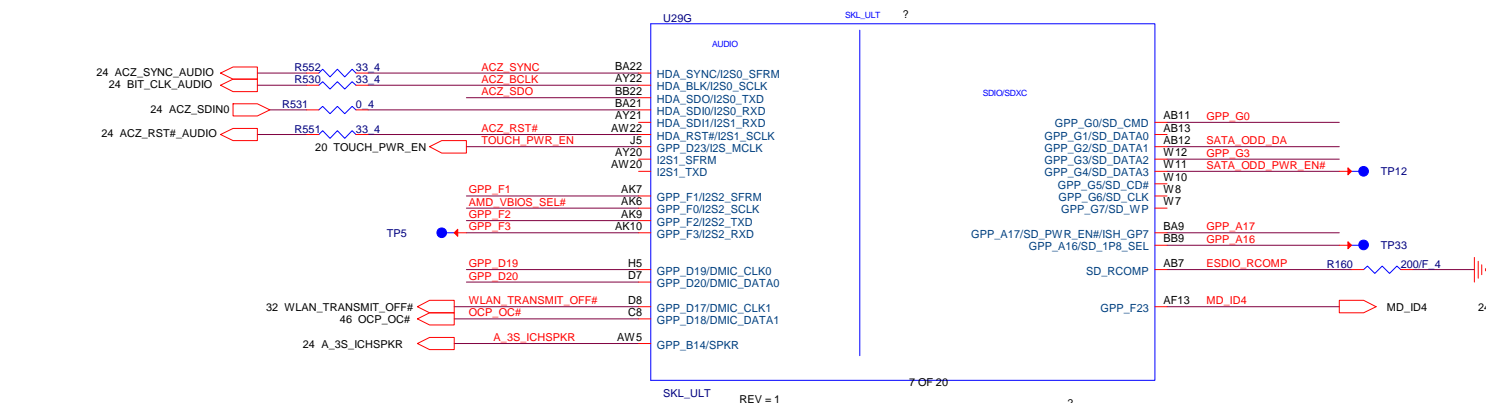 U29G SKL_ULT ?
AUDIO
SDIO/SDXC
24 ACZ_SYNC_AUDIO R552 33_4 ACZ_SYNC BA22 HDA_SYNC/I2S0_SFRM
24 BIT_CLK_AUDIO R530 33_4 ACZ_BCLK AY22 HDA_BLK/I2S0_SCLK
ACZ_SDO BB22 HDA_SDO/I2S0_TXD
24 ACZ_SDIN0 R531 0_4 BA21 HDA_SDI0/I2S0_RXD
AY21 HDA_SDI1/I2S1_RXD
24 ACZ_RST#_AUDIO R551 33_4 ACZ_RST# AW22 HDA_RST#/I2S1_SCLK
20 TOUCH_PWR_EN TOUCH_PWR_EN J5 GPP_D23/I2S_MCLK
AY20 I2S1_SFRM
AW20 I2S1_TXD
GPP_F1 AK7 GPP_F1/I2S2_SFRM
AMD_VBIOS_SEL# AK6 GPP_F0/I2S2_SCLK
GPP_F2 AK9 GPP_F2/I2S2_TXD
TP5 GPP_F3 AK10 GPP_F3/I2S2_RXD
GPP_D19 H5 GPP_D19/DMIC_CLK0
GPP_D20 D7 GPP_D20/DMIC_DATA0
32 WLAN_TRANSMIT_OFF# WLAN_TRANSMIT_OFF# D8 GPP_D17/DMIC_CLK1
46 OCP_OC# OCP_OC# C8 GPP_D18/DMIC_DATA1
24 A_3S_ICHSPKR A_3S_ICHSPKR AW5 GPP_B14/SPKR
GPP_G0/SD_CMD AB11 GPP_G0
GPP_G1/SD_DATA0 AB13
GPP_G2/SD_DATA1 AB12 SATA_ODD_DA
GPP_G3/SD_DATA2 W12 GPP_G3
GPP_G4/SD_DATA3 W11 SATA_ODD_PWR_EN# TP12
GPP_G5/SD_CD# W10
GPP_G6/SD_CLK W8
GPP_G7/SD_WP W7
GPP_A17/SD_PWR_EN#/ISH_GP7 BA9 GPP_A17
GPP_A16/SD_1P8_SEL BB9 GPP_A16 TP33
SD_RCOMP AB7 ESDIO_RCOMP R160 200/F_4
GPP_F23 AF13 MD_ID4 MD_ID4
7 OF 20
SKL_ULT
REV = 1